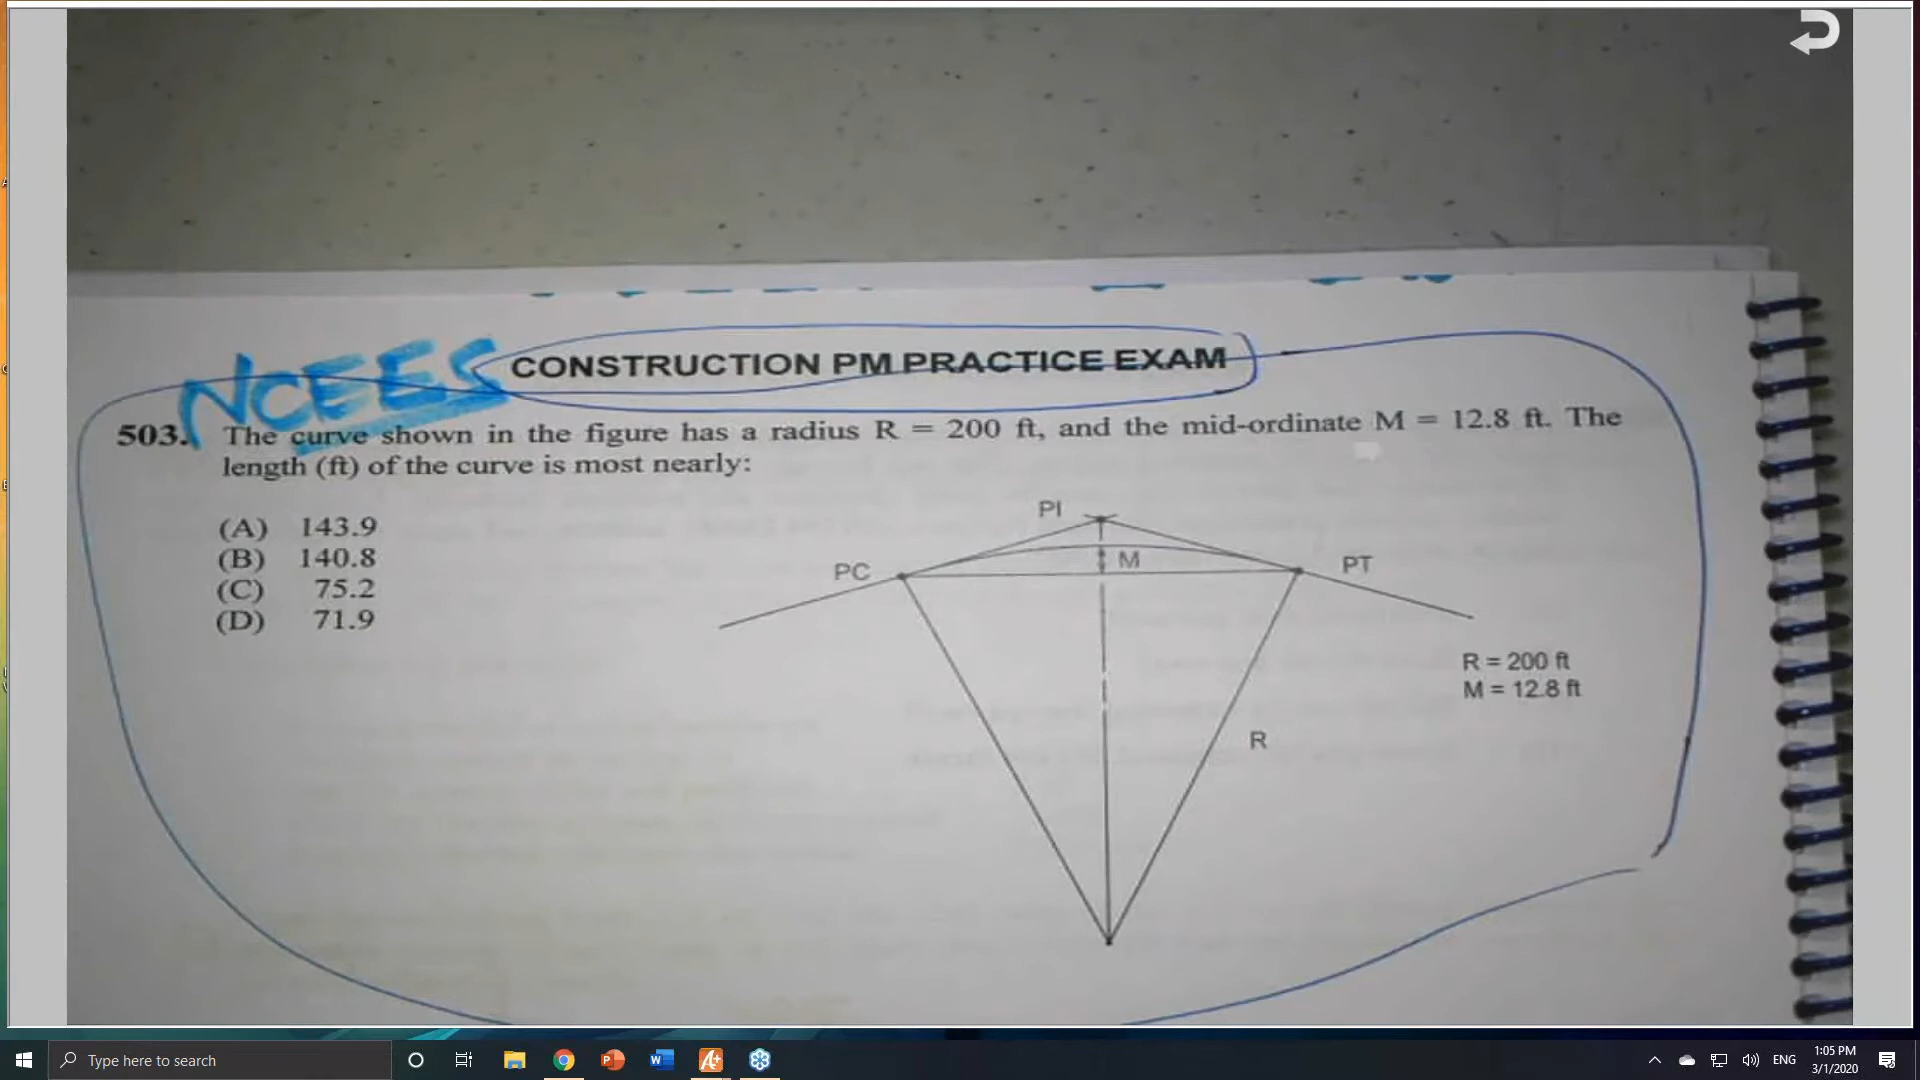 NCEES
CONSTRUCTION PM PRACTICE EXAM
503. The curve shown in the figure has a radius R = 200 ft, and the mid-ordinate M = 12.8 ft. The
length (ft) of the curve is most nearly:
(A) 143.9
(B) 140.8
(C) 75.2
(D) 71.9
PI
M
PC
PT
R = 200 ft
M = 12.8 ft
R
Type here to search
ENG
1:05 PM
3/1/2020